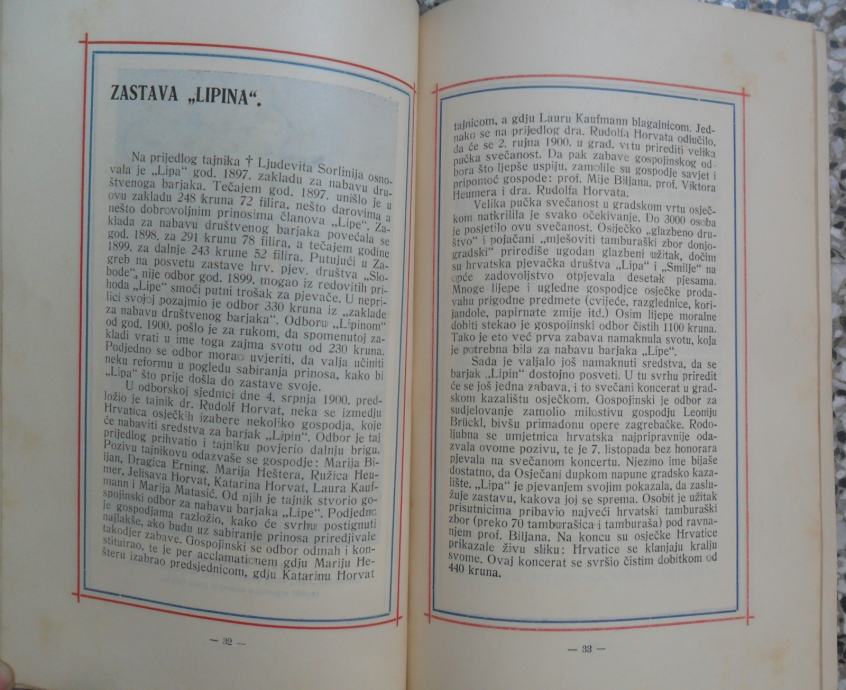 ZASTAVA „LIPINA“.
Na prijedlog tajnika † Ljudevita Sorlinija osno-
vala je „Lipa“ god. 1897. zakladu za nabavu dru-
štvenoga barjaka. Tečajem god. 1897. unišlo je u
ovu zakladu 248 kruna 72 filira, nešto darovima a
nešto dobrovoljnim prinosima članova „Lipe“. Za-
klada za nabavu društvenog barjaka povećala se
god. 1898. za 291 krunu 78 filira, a tečajem godine
1899. za dalnje 243 krune 52 filira. Putujući u Za-
greb na posvetu zastave hrv. pjev. društva „Slo-
bode“, nije odbor god. 1899. mogao iz redovitih pri-
hoda „Lipe“ smoći putni trošak za pjevače. U nepri-
lici svojoj pozajmio je odbor 330 kruna iz „zaklade
za nabavu društvenog barjaka“. Odboru „Lipinom“
od god. 1900. pošlo je za rukom, da spomenutoj za-
kladi vrati u ime toga zajma svotu od 230 kruna.
Podjedno se odbor morao uvjeriti, da valja učiniti
neku reformu u pogledu sabiranja prinosa, kako bi
„Lipa“ što prije došla do zastave svoje.
U odborskoj sjednici dne 4. srpnja 1900. pred-
ložio je tajnik dr. Rudolf Horvat, neka se izmedju
Hrvatica osječkih izabere nekoliko gospodja, koje
će nabaviti sredstva za barjak „Lipin“. Odbor je taj
prijedlog prihvatio i tajniku povjerio dalnju brigu.
Pozivu tajnikovu odazvaše se gospodje: Marija Bi-
ljan, Dragica Erning, Marija Heštera, Ružica Heu-
mer, Jelisava Horvat, Katarina Horvat, Laura Kauf-
mann i Marija Matasić. Od njih je tajnik stvorio go-
spojinski odbor za nabavu barjaka „Lipe“. Podjedno
je gospodjama razložio, kako će svrhu postignuti
najlakše, ako budu uz sabiranje prinosa priredjivale
takodjer zabave. Gospojinski se odbor odmah i kon-
stituirao, te je per acclamationem gdju Mariju He-
šteru izabrao predsjednicom, gdju Katarinu Horvat
— 32 —
tajnicom, a gdju Lauru Kaufmann blagajnicom. Jed-
nako se na prijedlog dra. Rudolfa Horvata odlučilo,
da će se 2. rujna 1900. u grad. vrtu prirediti velika
pučka svečanost. Da pak zabave gospojinskog od-
bora što ljepše uspiju, zamolile su gospodje savjet i
pripomoć gospode: prof. Mije Biljana, prof. Viktora
Heumera i dra. Rudolfa Horvata.
Velika pučka svečanost u gradskom vrtu osječ-
kom natkrilila je svako očekivanje. Do 3000 osoba
je posjetilo ovu svečanost. Osječko „glazbeno dru-
štvo“ i pojačani „mješoviti tamburaški zbor donjo-
gradski“ prirediše ugodan glazbeni užitak, dočim
su hrvatska pjevačka društva „Lipa“ i „Smilje“ na
opće zadovoljstvo otpjevala desetak pjesama.
Mnoge lijepe i ugledne gospodjice osječke proda-
vahu prigodne predmete (cvijeće, razglednice, kori-
jandole, papirnate zmije itd.) Osim lijepe moralne
dobiti stekao je gospojinski odbor čistih 1100 kruna.
Tako je eto već prva zabava namaknula svotu, koja
je potrebna bila za nabavu barjaka „Lipe“.
Sada je valjalo još namaknuti sredstva, da se
barjak „Lipin“ dostojno posveti. U tu svrhu priredit
će se još jedna zabava, i to svečani koncerat u grad-
skom kazalištu osječkom. Gospojinski je odbor za
sudjelovanje zamolio milostivu gospodju Leoniju
Brückl, bivšu primadonu opere zagrebačke. Rodo-
ljubna se umjetnica hrvatska najpripravnije oda-
zvala ovome pozivu, te je 7. listopada bez honorara
pjevala na svečanom koncertu. Njezino ime bijaše
dostatno, da Osječani dupkom napune gradsko kaza-
lište. „Lipa“ je pjevanjem svojim pokazala, da zaslu-
žuje zastavu, kakova joj se sprema. Osobit je užitak
prisutnicima pribavio najveći hrvatski tamburaški
zbor (preko 70 tamburašica i tamburaša) pod ravna-
njem prof. Biljana. Na koncu su osječke Hrvatice
prikazale živu sliku: Hrvatice se klanjaju kralju
svome. Ovaj koncerat se svršio čistim dobitkom od
440 kruna.
— 33 —